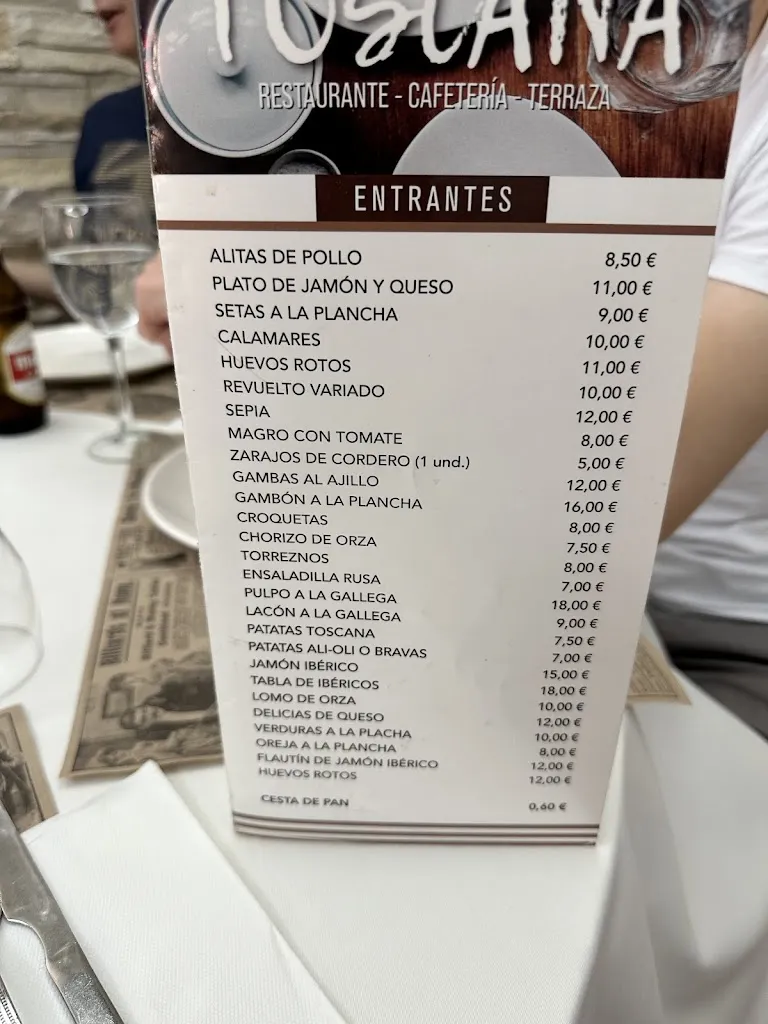 TOSCANA
RESTAURANTE - CAFETERÍA - TERRAZA
ENTRANTES
ALITAS DE POLLO 8,50 €
PLATO DE JAMÓN Y QUESO 11,00 €
SETAS A LA PLANCHA 9,00 €
CALAMARES 10,00 €
HUEVOS ROTOS 11,00 €
REVUELTO VARIADO 10,00 €
SEPIA 12,00 €
MAGRO CON TOMATE 8,00 €
ZARAJOS DE CORDERO (1 und.) 5,00 €
GAMBAS AL AJILLO 12,00 €
GAMBÓN A LA PLANCHA 16,00 €
CROQUETAS 8,00 €
CHORIZO DE ORZA 7,50 €
TORREZNOS 8,00 €
ENSALADILLA RUSA 7,00 €
PULPO A LA GALLEGA 18,00 €
LACÓN A LA GALLEGA 9,00 €
PATATAS TOSCANA 7,50 €
PATATAS ALI-OLI O BRAVAS 7,00 €
JAMÓN IBÉRICO 15,00 €
TABLA DE IBÉRICOS 18,00 €
LOMO DE ORZA 10,00 €
DELICIAS DE QUESO 12,00 €
VERDURAS A LA PLACHA 10,00 €
OREJA A LA PLANCHA 8,00 €
FLAUTÍN DE JAMÓN IBÉRICO 12,00 €
HUEVOS ROTOS 12,00 €
CESTA DE PAN 0,60 €